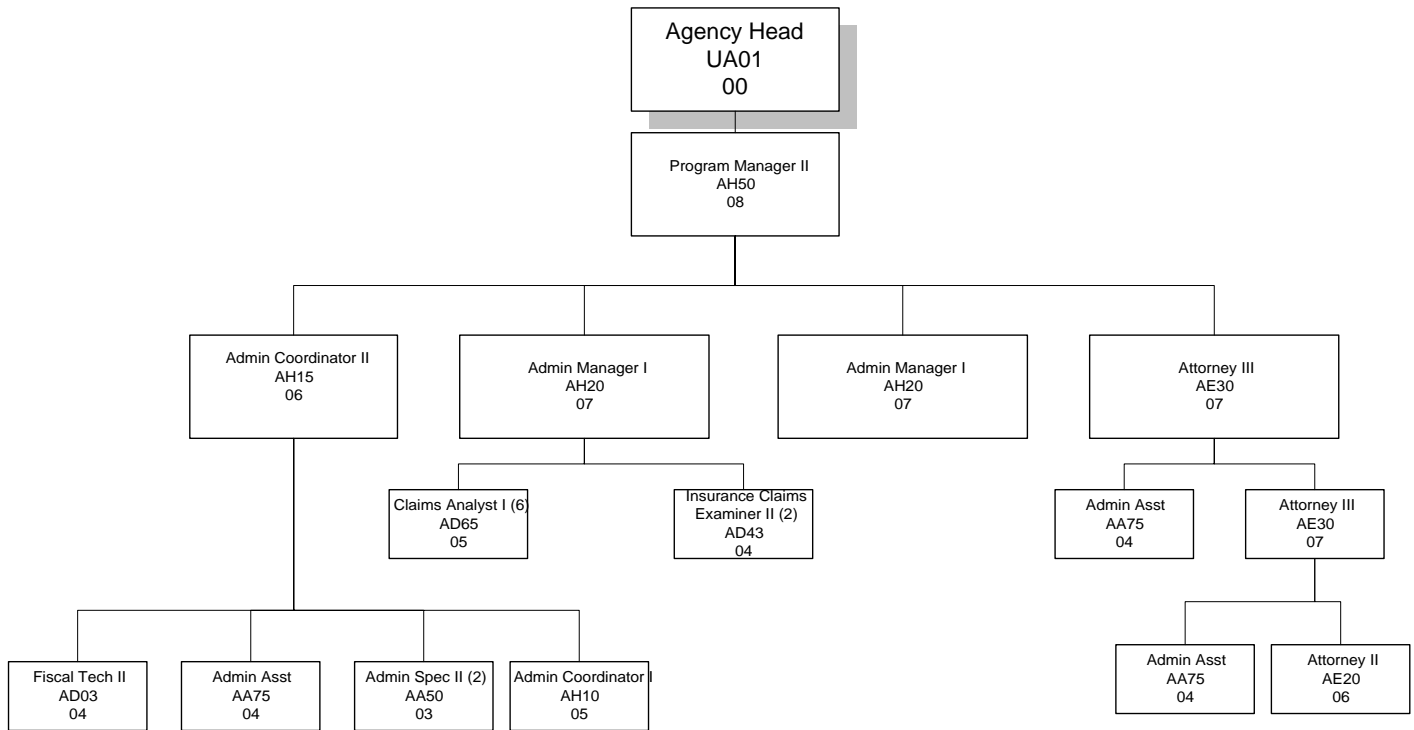 Agency Head
UA01
00
Program Manager II
AH50
08
Admin Coordinator II
AH15
06
Admin Manager I
AH20
07
Admin Manager I
AH20
07
Attorney III
AE30
07
Claims Analyst I (6)
AD65
05
Insurance Claims
Examiner II (2)
AD43
04
Admin Asst
AA75
04
Attorney III
AE30
07
Fiscal Tech II
AD03
04
Admin Asst
AA75
04
Admin Spec II (2)
AA50
03
Admin Coordinator I
AH10
05
Admin Asst
AA75
04
Attorney II
AE20
06